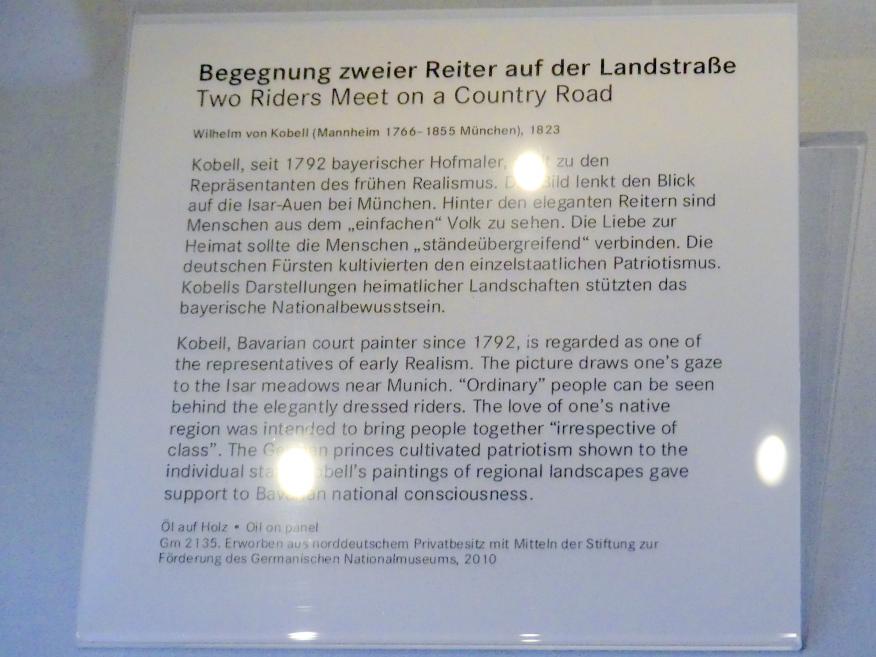 Begegnung zweier Reiter auf der Landstraße
Two Riders Meet on a Country Road
Wilhelm von Kobell (Mannheim 1766–1855 München), 1823
Kobell, seit 1792 bayerischer Hofmaler, zu den
Repräsentanten des frühen Realismus. Bild lenkt den Blick
auf die Isar-Auen bei München. Hinter den eleganten Reitern sind
Menschen aus dem „einfachen“ Volk zu sehen. Die Liebe zur
Heimat sollte die Menschen „ständeübergreifend“ verbinden. Die
deutschen Fürsten kultivierten den einzelstaatlichen Patriotismus.
Kobells Darstellungen heimatlicher Landschaften stützten das
bayerische Nationalbewusstsein.
Kobell, Bavarian court painter since 1792, is regarded as one of
the representatives of early Realism. The picture draws one’s gaze
to the Isar meadows near Munich. “Ordinary” people can be seen
behind the elegantly dressed riders. The love of one’s native
region was intended to bring people together “irrespective of
class”. The German princes cultivated patriotism shown to the
individual Kobell’s paintings of regional landscapes gave
support to Bavarian national consciousness.
Öl auf Holz • Oil on panel
Gm 2135. Erworben aus norddeutschem Privatbesitz mit Mitteln der Stiftung zur
Förderung des Germanischen Nationalmuseums, 2010